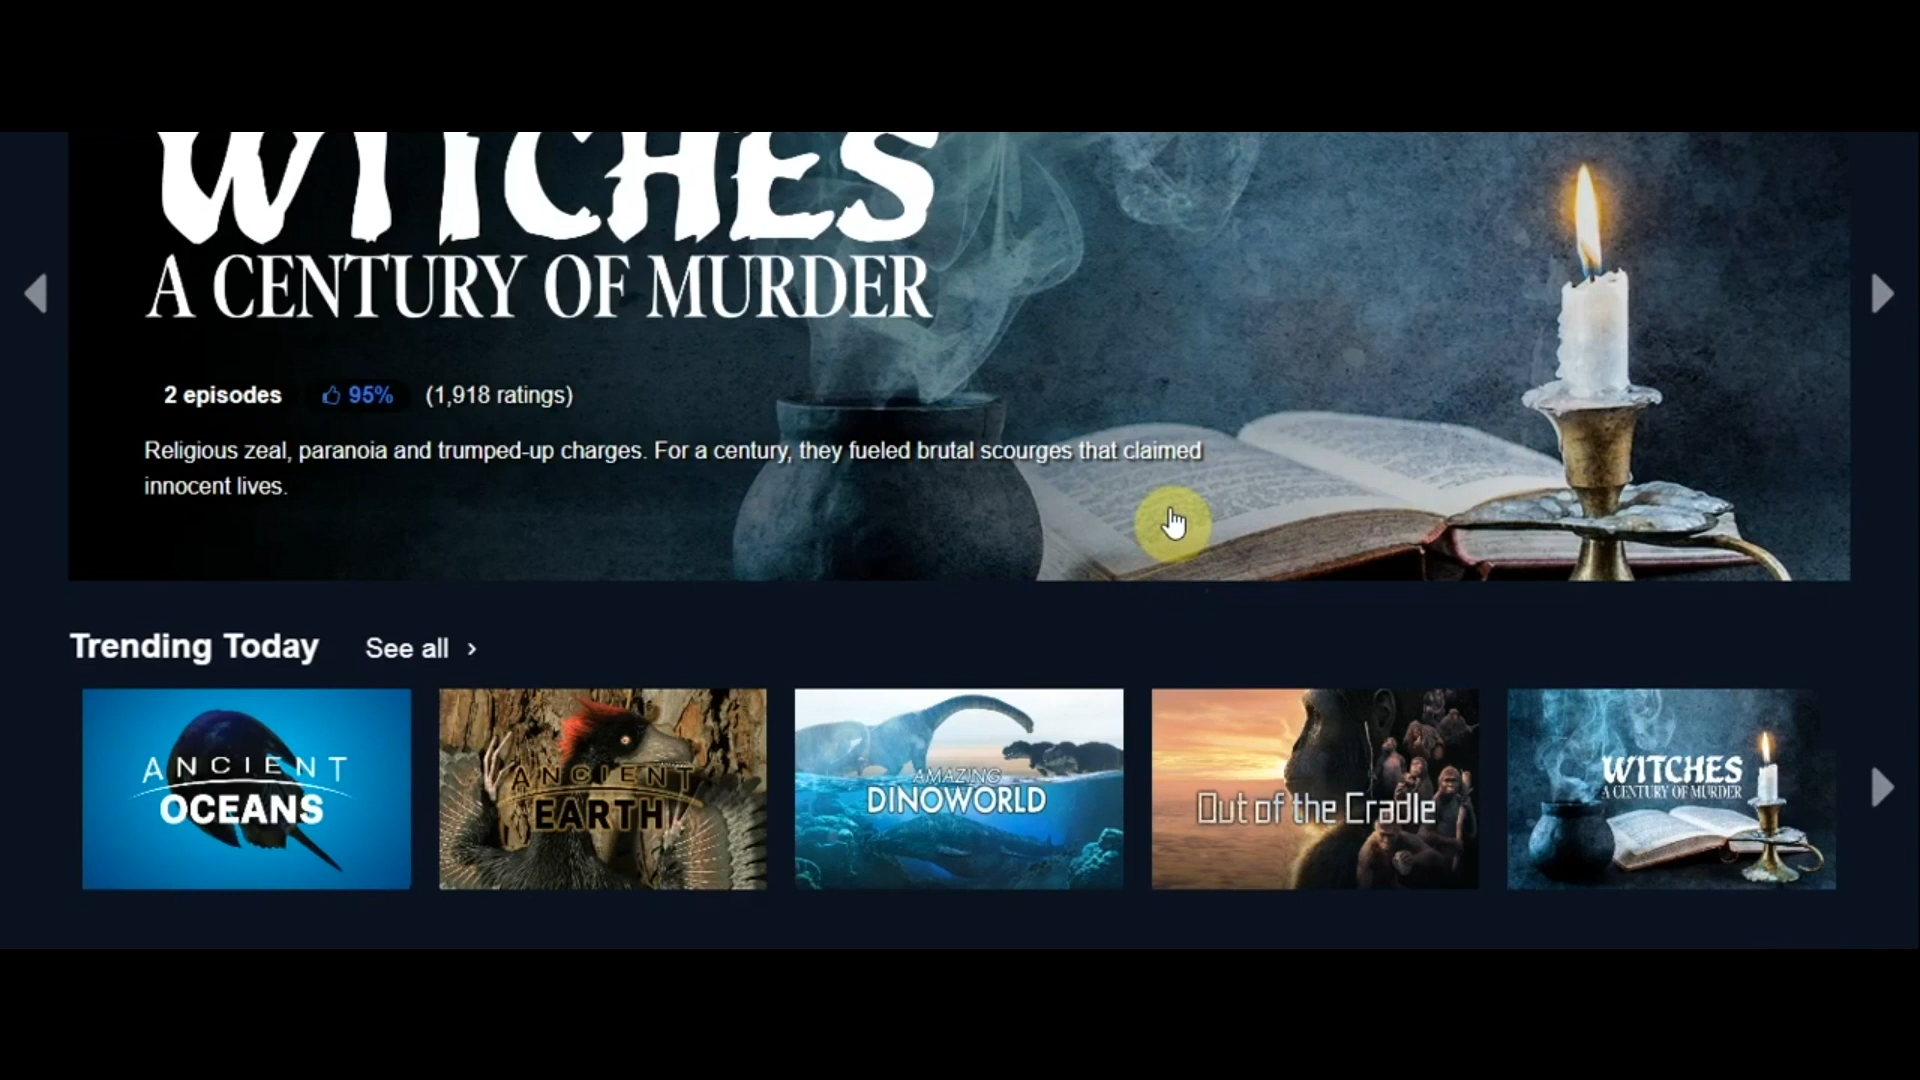 WITCHES
A CENTURY OF MURDER
2 episodes 95% (1,918 ratings)
Religious zeal, paranoia and trumped-up charges. For a century, they fueled brutal scourges that claimed
innocent lives.
Trending Today See all >
ANCIENT
OCEANS
ANCIENT
EARTH
AMAZING
DINOWORLD
Out of the Cradle
WITCHES
A CENTURY OF MURDER